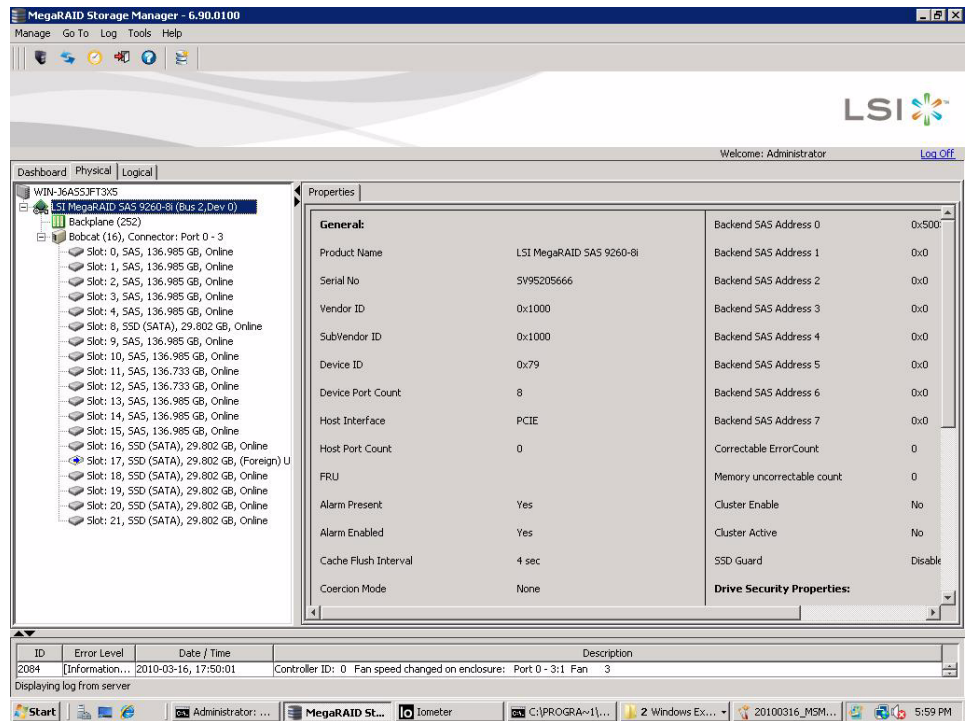 MegaRAID Storage Manager - 6.90.0100
Manage Go To Log Tools Help
LSI
Welcome: Administrator Log Off
Dashboard Physical Logical
WIN-J6ASSJFT3X5
LSI MegaRAID SAS 9260-8i (Bus 2,Dev 0)
Backplane (252)
Bobcat (16), Connector: Port 0 - 3
Slot: 0, SAS, 136.985 GB, Online
Slot: 1, SAS, 136.985 GB, Online
Slot: 2, SAS, 136.985 GB, Online
Slot: 3, SAS, 136.985 GB, Online
Slot: 4, SAS, 136.985 GB, Online
Slot: 8, SSD (SATA), 29.802 GB, Online
Slot: 9, SAS, 136.985 GB, Online
Slot: 10, SAS, 136.985 GB, Online
Slot: 11, SAS, 136.733 GB, Online
Slot: 12, SAS, 136.733 GB, Online
Slot: 13, SAS, 136.985 GB, Online
Slot: 14, SAS, 136.985 GB, Online
Slot: 15, SAS, 136.985 GB, Online
Slot: 16, SSD (SATA), 29.802 GB, Online
Slot: 17, SSD (SATA), 29.802 GB, (Foreign) U
Slot: 18, SSD (SATA), 29.802 GB, Online
Slot: 19, SSD (SATA), 29.802 GB, Online
Slot: 20, SSD (SATA), 29.802 GB, Online
Slot: 21, SSD (SATA), 29.802 GB, Online
Properties
General: Backend SAS Address 0 0x500
Product Name LSI MegaRAID SAS 9260-8i Backend SAS Address 1 0x0
Serial No SV95205666 Backend SAS Address 2 0x0
Vendor ID 0x1000 Backend SAS Address 3 0x0
SubVendor ID 0x1000 Backend SAS Address 4 0x0
Device ID 0x79 Backend SAS Address 5 0x0
Device Port Count 8 Backend SAS Address 6 0x0
Host Interface PCIE Backend SAS Address 7 0x0
Host Port Count 0 Correctable ErrorCount 0
FRU Memory uncorrectable count 0
Alarm Present Yes Cluster Enable No
Alarm Enabled Yes Cluster Active No
Cache Flush Interval 4 sec SSD Guard Disable
Coercion Mode None Drive Security Properties:
ID Error Level Date / Time Description
2084 [Information... 2010-03-16, 17:50:01 Controller ID: 0 Fan speed changed on enclosure: Port 0 - 3:1 Fan 3
Displaying log from server
Start Administrator: ... MegaRAID St... Iometer C:\PROGRA~1\... 2 Windows Ex... 20100316_MSM... 5:59 PM